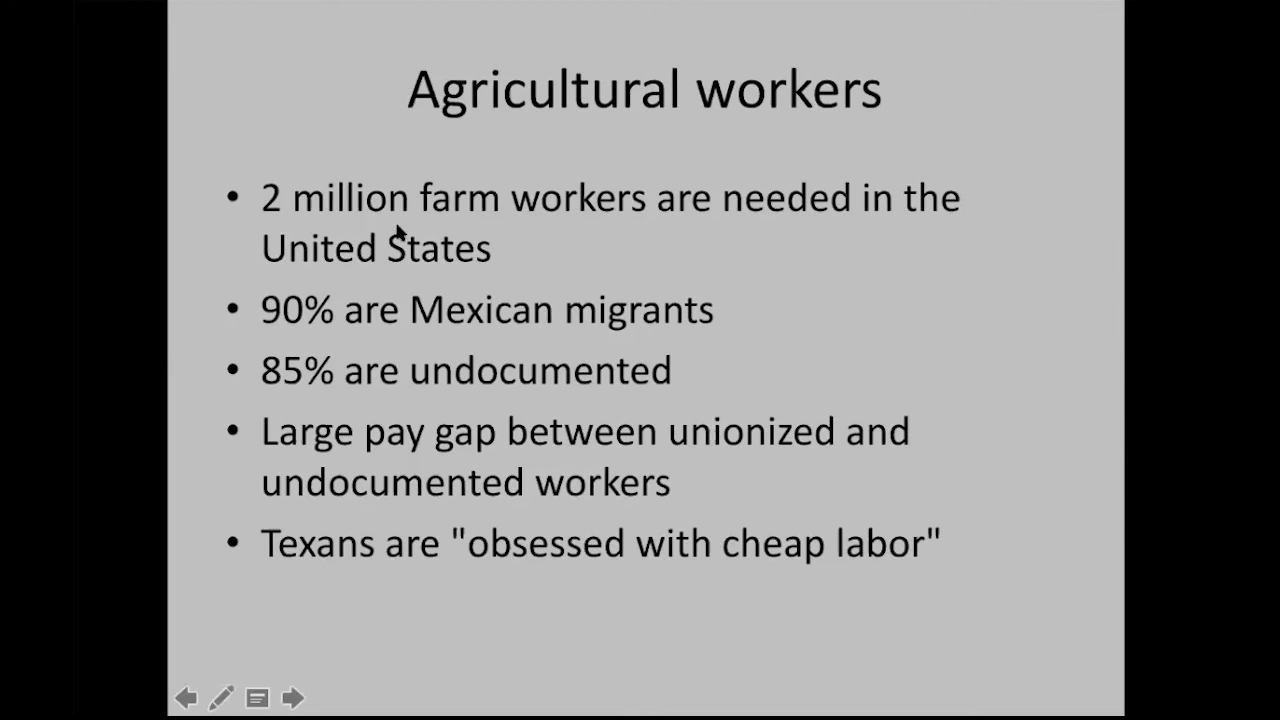 Agricultural workers
• 2 million farm workers are needed in the
United States
• 90% are Mexican migrants
• 85% are undocumented
• Large pay gap between unionized and
undocumented workers
• Texans are "obsessed with cheap labor"